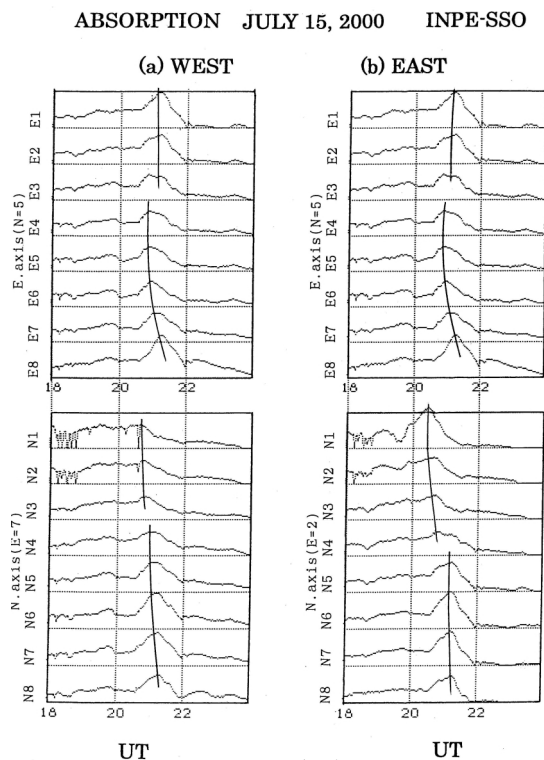 ABSORPTION JULY 15, 2000 INPE-SSO
(a) WEST
(b) EAST
E.axis(N=5)
E1
E2
E3
E4
E5
E6
E7
E8
18 20 22
E.axis(N=5)
E1
E2
E3
E4
E5
E6
E7
E8
18 20 22
N.axis(E=7)
N1
N2
N3
N4
N5
N6
N7
N8
18 20 22
N.axis(E=2)
N1
N2
N3
N4
N5
N6
N7
N8
18 20 22
UT
UT